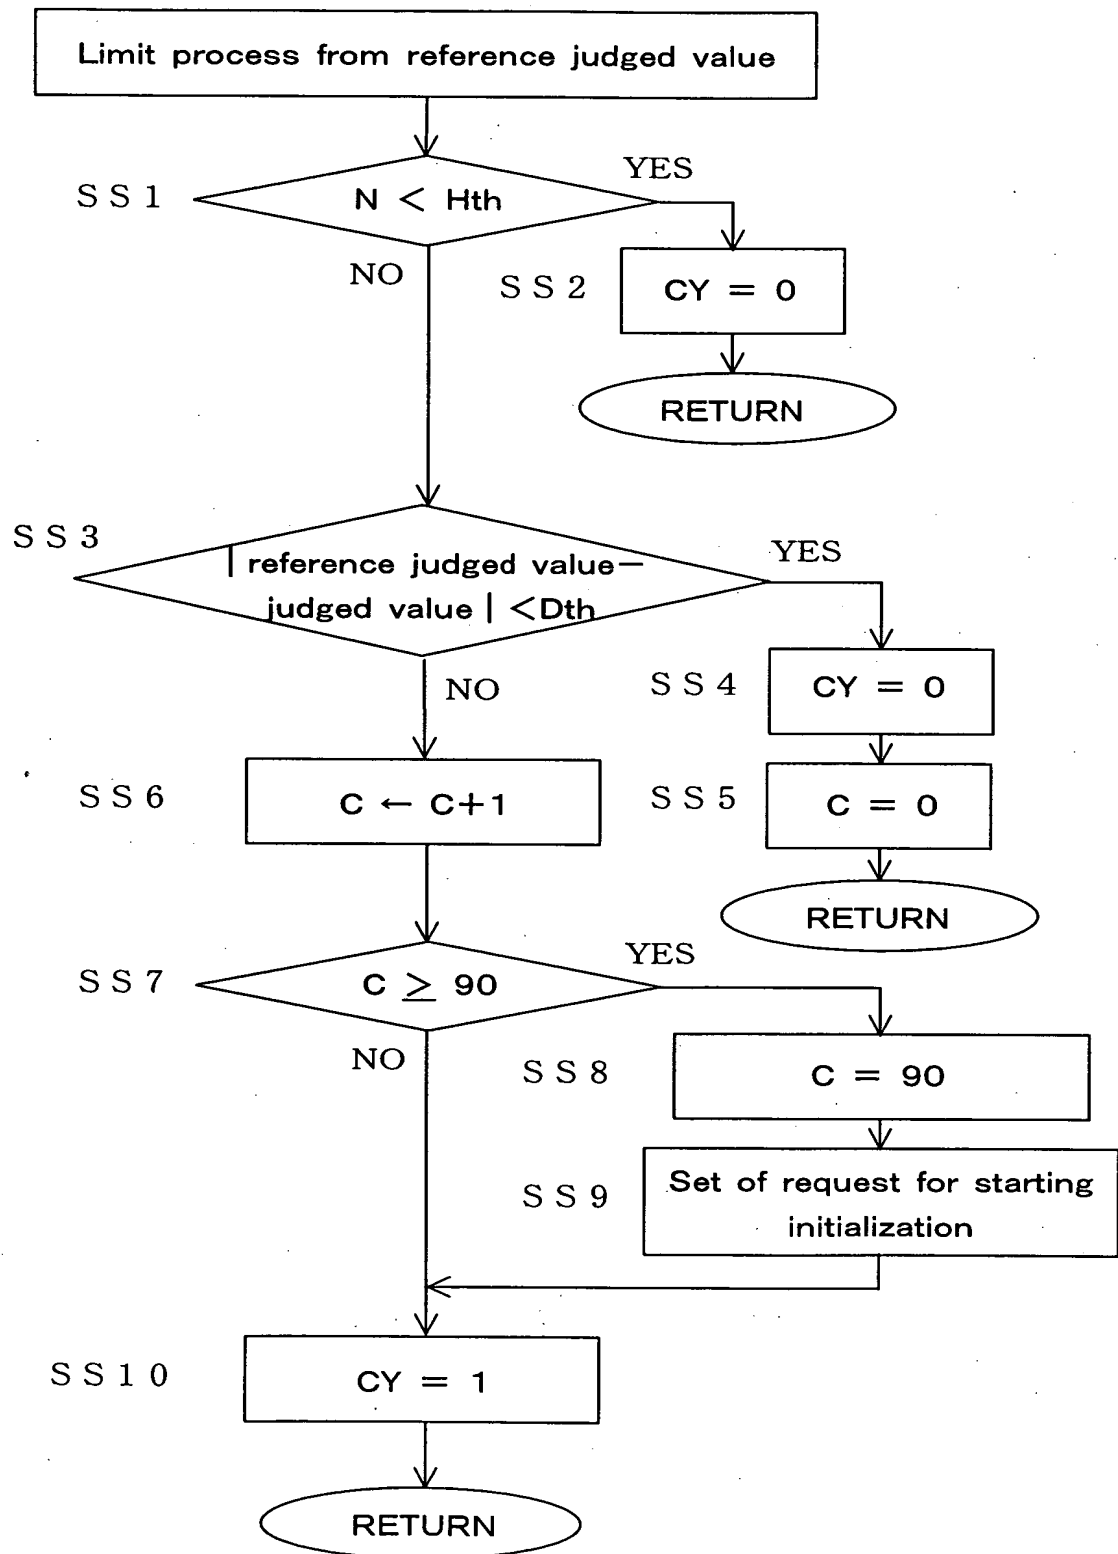 Limit process from reference judged value
SS1
N < Hth
YES
NO
SS2
CY = 0
RETURN
SS3
| reference judged value−
judged value | <Dth
YES
NO
SS4
CY = 0
SS6
C ← C+1
SS5
C = 0
RETURN
SS7
C ≥ 90
YES
NO
SS8
C = 90
SS9
Set of request for starting
initialization
SS10
CY = 1
RETURN